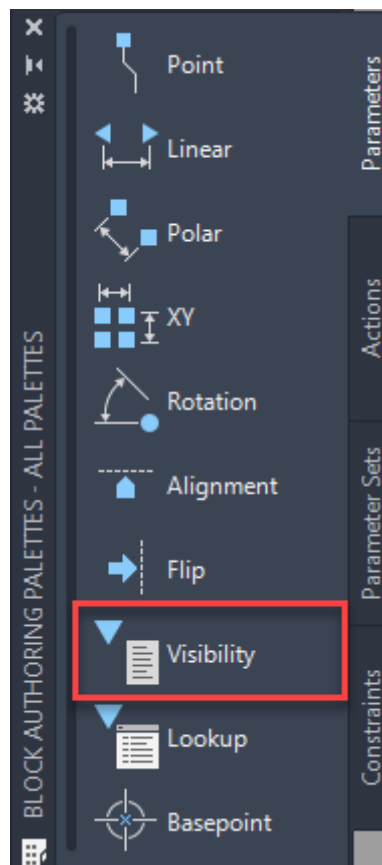 Point
Linear
Polar
XY
Rotation
Alignment
Flip
Visibility
Lookup
Basepoint
Parameters
Actions
Parameter Sets
Constraints
BLOCK AUTHORING PALETTES - ALL PALETTES